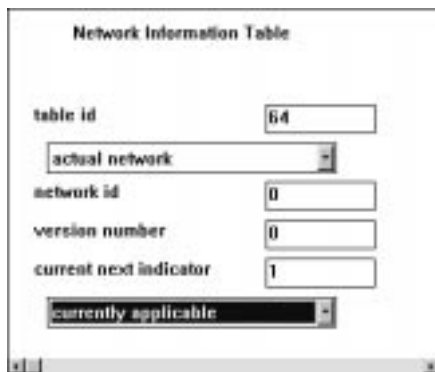 Network Information Table
table id 64
actual network
network id 0
version number 0
current next indicator 1
currently applicable